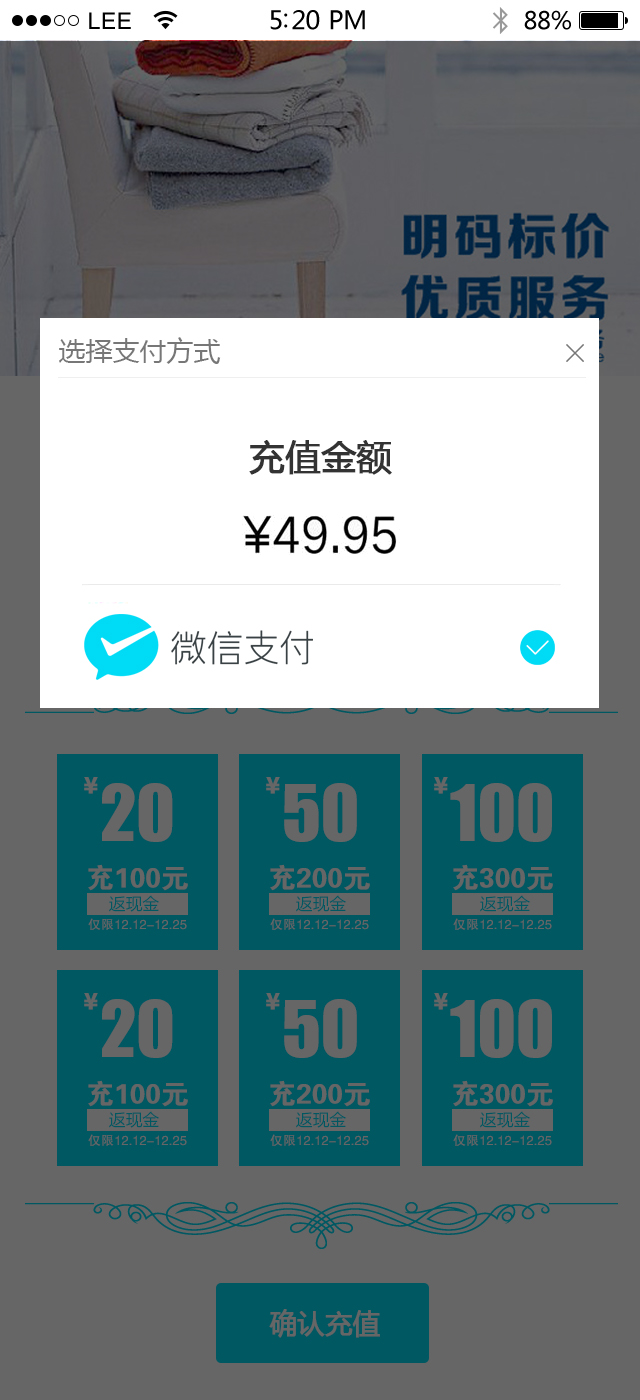 LEE 5:20 PM 88%
明码标价
优质服务
选择支付方式
充值金额
¥49.95
微信支付
¥20 ¥50 ¥100
充100元 充200元 充300元
返现金 返现金 返现金
仅限12.12-12.25 仅限12.12-12.25 仅限12.12-12.25
¥20 ¥50 ¥100
充100元 充200元 充300元
返现金 返现金 返现金
仅限12.12-12.25 仅限12.12-12.25 仅限12.12-12.25
确认充值